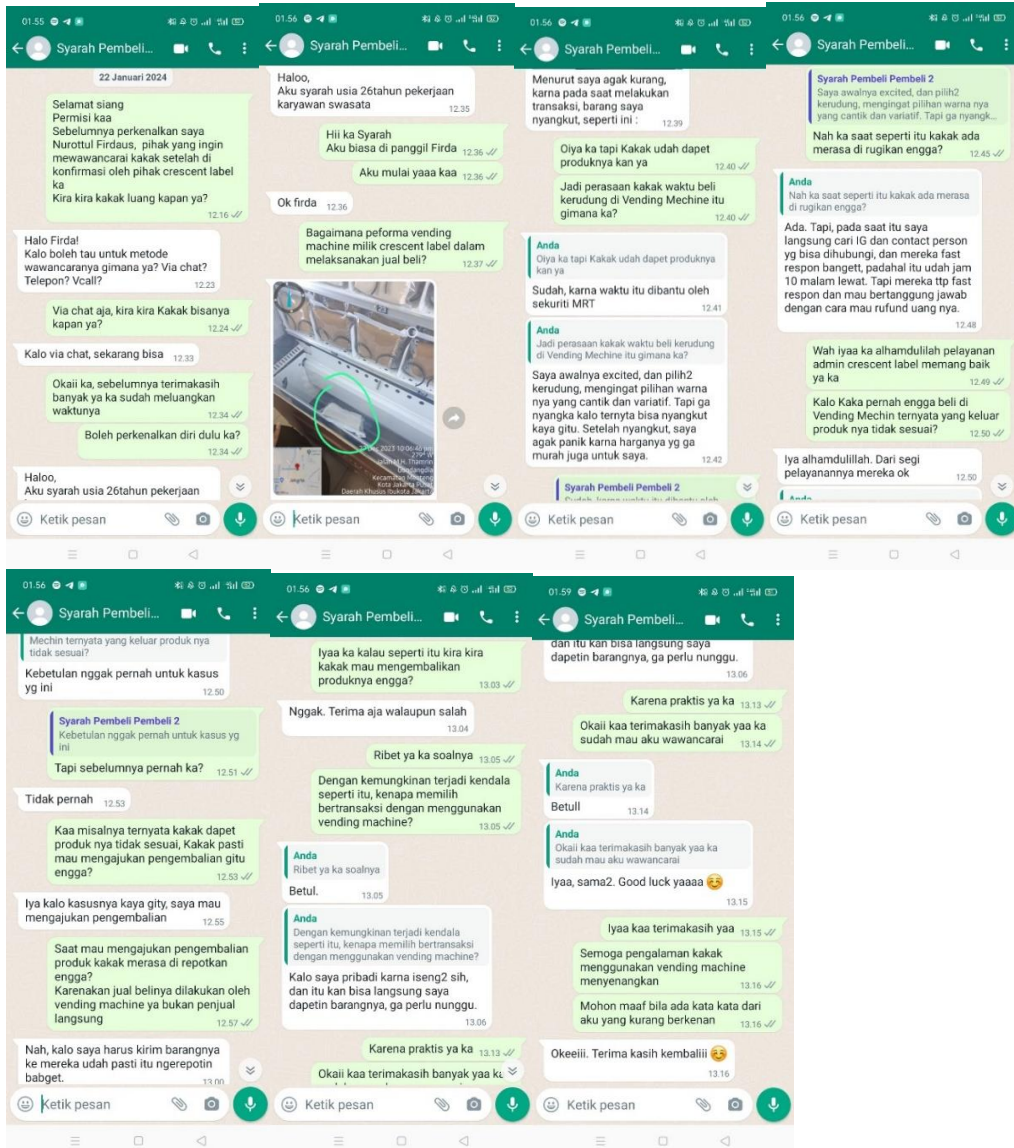 01.55
Syarah Pembeli...
22 Januari 2024
Selamat siang
Permisi kaa
Sebelumnya perkenalkan saya
Nurottul Firdaus, pihak yang ingin
mewawancarai kakak setelah di
konfirmasi oleh pihak crescent label
ka
Kira kira kakak luang kapan ya?
12.16
Halo Firda!
Kalo boleh tau untuk metode
wawancaranya gimana ya? Via chat?
Telepon? Vcall?
12.23
Via chat aja, kira kira Kakak bisanya
kapan ya?
12.24
Kalo via chat, sekarang bisa 12.33
Okaii ka, sebelumnya terimakasih
banyak ya ka sudah meluangkan
waktunya
12.34
Boleh perkenalkan diri dulu ka?
12.34
Haloo,
Aku syarah usia 26tahun pekerjaan
Ketik pesan
01.56
Syarah Pembeli...
Haloo,
Aku syarah usia 26tahun pekerjaan
karyawan swasata
12.35
Hii ka Syarah
Aku biasa di panggil Firda 12.36
Aku mulai yaaa kaa 12.36
Ok firda 12.36
Bagaimana peforma vending
machine milik crescent label dalam
melaksanakan jual beli?
12.37
2023 10:06:46 pm
Jalan M.H. Thamrin
Gondangdia
Kecamatan Menteng
Kota Jakarta Pusat
Daerah Khusus Ibukota Jakarta
Ketik pesan
01.56
Syarah Pembeli...
Menurut saya agak kurang,
karna pada saat melakukan
transaksi, barang saya
nyangkut, seperti ini :
12.39
Oiya ka tapi Kakak udah dapet
produknya kan ya
12.40
Jadi perasaan kakak waktu beli
kerudung di Vending Mechine itu
gimana ka?
12.40
Anda
Oiya ka tapi Kakak udah dapet produknya
kan ya
Sudah, karna waktu itu dibantu oleh
sekuriti MRT
12.41
Anda
Jadi perasaan kakak waktu beli kerudung
di Vending Mechine itu gimana ka?
Saya awalnya excited, dan pilih2
kerudung, mengingat pilihan warna
nya yang cantik dan variatif. Tapi ga
nyangka kalo ternyta bisa nyangkut
kaya gitu. Setelah nyangkut, saya
agak panik karna harganya yg ga
murah juga untuk saya.
12.42
Syarah Pembeli Pembeli 2
Sudah, karna waktu itu dibantu oleh
Ketik pesan
01.56
Syarah Pembeli...
Syarah Pembeli Pembeli 2
Saya awalnya excited, dan pilih2
kerudung, mengingat pilihan warna nya
yang cantik dan variatif. Tapi ga nyangk...
Nah ka saat seperti itu kakak ada
merasa di rugikan engga?
12.45
Anda
Nah ka saat seperti itu kakak ada merasa
di rugikan engga?
Ada. Tapi, pada saat itu saya
langsung cari IG dan contact person
yg bisa dihubungi, dan mereka fast
respon bangett, padahal itu udah jam
10 malam lewat. Tapi mereka ttp fast
respon dan mau bertanggung jawab
dengan cara mau rufund uang nya.
12.48
Wah iyaa ka alhamdulilah pelayanan
admin crescent label memang baik
ya ka
12.49
Kalo Kaka pernah engga beli di
Vending Mechin ternyata yang keluar
produk nya tidak sesuai?
12.50
Iya alhamdulillah. Dari segi
pelayanannya mereka ok
12.50
Anda
Ketik pesan
01.56
Syarah Pembeli...
Mechin ternyata yang keluar produk nya
tidak sesuai?
Kebetulan nggak pernah untuk kasus
yg ini
12.50
Syarah Pembeli Pembeli 2
Kebetulan nggak pernah untuk kasus yg
ini
Tapi sebelumnya pernah ka? 12.51
Tidak pernah 12.53
Kaa misalnya ternyata kakak dapet
produk nya tidak sesuai, Kakak pasti
mau mengajukan pengembalian gitu
engga?
12.53
Iya kalo kasusnya kaya gity, saya mau
mengajukan pengembalian
12.55
Saat mau mengajukan pengembalian
produk kakak merasa di repotkan
engga?
Karenakan jual belinya dilakukan oleh
vending machine ya bukan penjual
langsung
12.57
Nah, kalo saya harus kirim barangnya
ke mereka udah pasti itu ngerepotin
babget.
13.00
Ketik pesan
01.56
Syarah Pembeli...
Iyaa ka kalau seperti itu kira kira
kakak mau mengembalikan
produknya engga?
13.03
Nggak. Terima aja walaupun salah
13.04
Ribet ya ka soalnya 13.05
Dengan kemungkinan terjadi kendala
seperti itu, kenapa memilih
bertransaksi dengan menggunakan
vending machine?
13.05
Anda
Ribet ya ka soalnya
Betul.
13.05
Anda
Dengan kemungkinan terjadi kendala
seperti itu, kenapa memilih bertransaksi
dengan menggunakan vending machine?
Kalo saya pribadi karna iseng2 sih,
dan itu kan bisa langsung saya
dapetin barangnya, ga perlu nunggu.
13.06
Karena praktis ya ka 13.13
Okaii kaa terimakasih banyak yaa ka
Ketik pesan
01.59
Syarah Pembeli...
dan itu kan bisa langsung saya
dapetin barangnya, ga perlu nunggu.
13.06
Karena praktis ya ka 13.13
Okaii kaa terimakasih banyak yaa ka
sudah mau aku wawancarai
13.14
Anda
Karena praktis ya ka
Betull
13.14
Anda
Okaii kaa terimakasih banyak yaa ka
sudah mau aku wawancarai
Iyaa, sama2. Good luck yaaaa 😊
13.15
Iyaa kaa terimakasih yaa 13.15
Semoga pengalaman kakak
menggunakan vending machine
menyenangkan
13.16
Mohon maaf bila ada kata kata dari
aku yang kurang berkenan
13.16
Okeeiii. Terima kasih kembaliii 😊
13.16
Ketik pesan